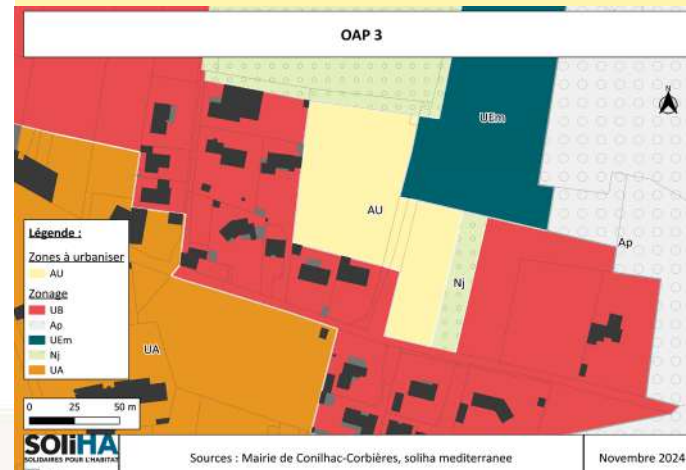 OAP 3
N
UEm
AU
Ap
Nj
UA
Légende :
Zones à urbaniser
AU
Zonage
UB
Ap
UEm
Nj
UA
0 25 50 m
SOLiHA
SOLIDAIRES POUR L'HABITAT
Sources : Mairie de Conilhac-Corbières, soliha mediterranee
Novembre 2024